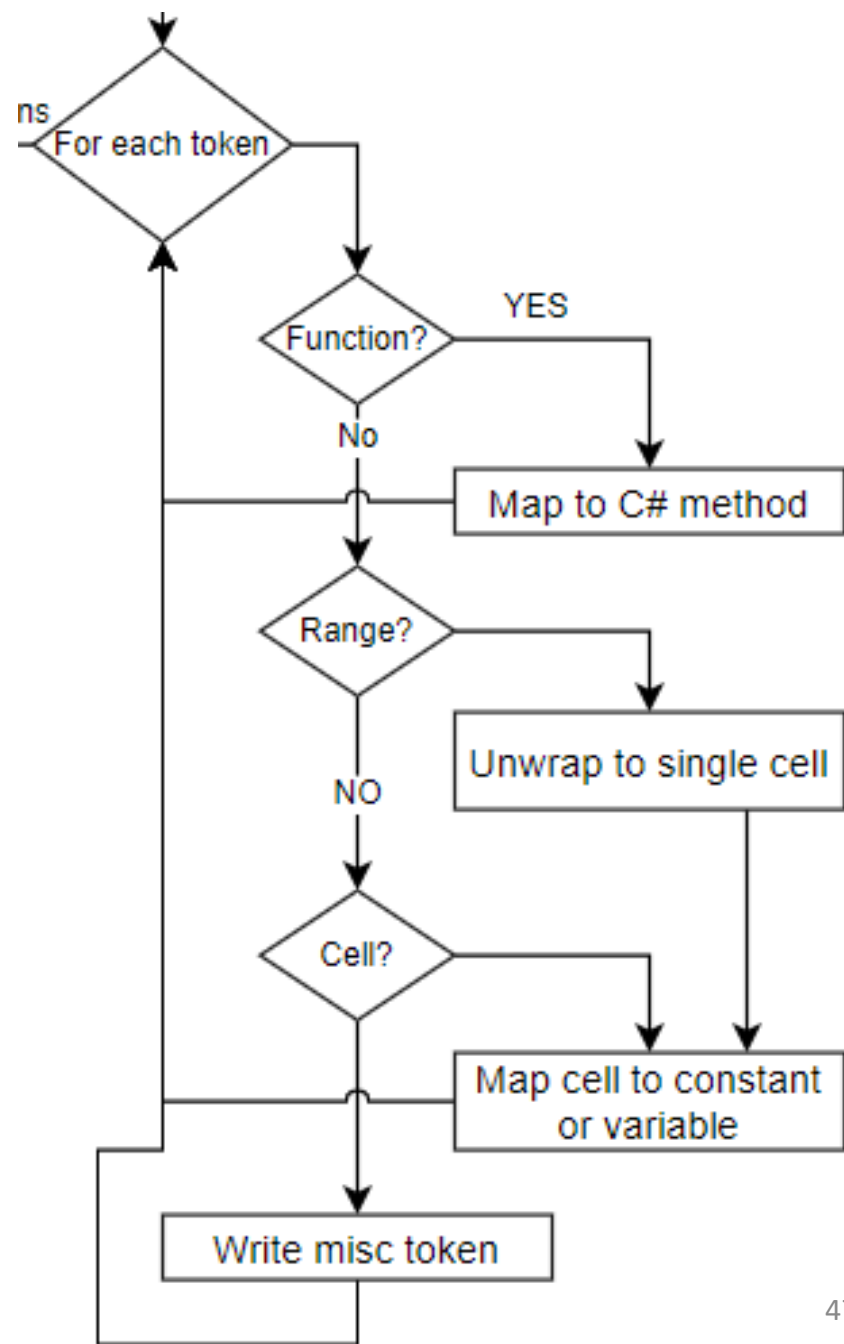 ns
For each token
Function?
YES
No
Map to C# method
Range?
Unwrap to single cell
NO
Cell?
Map cell to constant
or variable
Write misc token